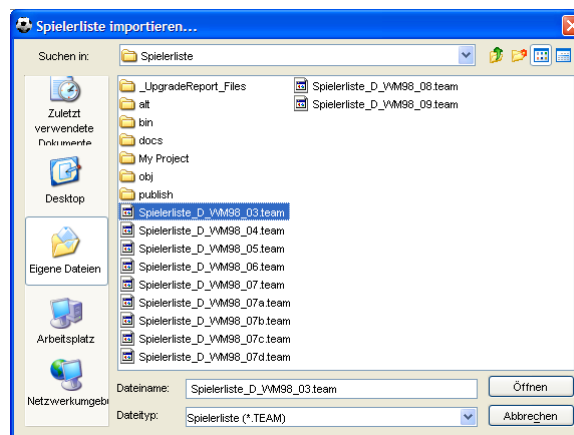 Spielerliste importieren...
Suchen in:
Spielerliste
Zuletzt
verwendete
Dokumente
Desktop
Eigene Dateien
Arbeitsplatz
Netzwerkumgebu
_UpgradeReport_Files
alt
bin
docs
My Project
obj
publish
Spielerliste_D_WM98_03.team
Spielerliste_D_WM98_04.team
Spielerliste_D_WM98_05.team
Spielerliste_D_WM98_06.team
Spielerliste_D_WM98_07.team
Spielerliste_D_WM98_07a.team
Spielerliste_D_WM98_07b.team
Spielerliste_D_WM98_07c.team
Spielerliste_D_WM98_07d.team
Spielerliste_D_WM98_08.team
Spielerliste_D_WM98_09.team
Dateiname:
Spielerliste_D_WM98_03.team
Öffnen
Dateityp:
Spielerliste (*.TEAM)
Abbrechen